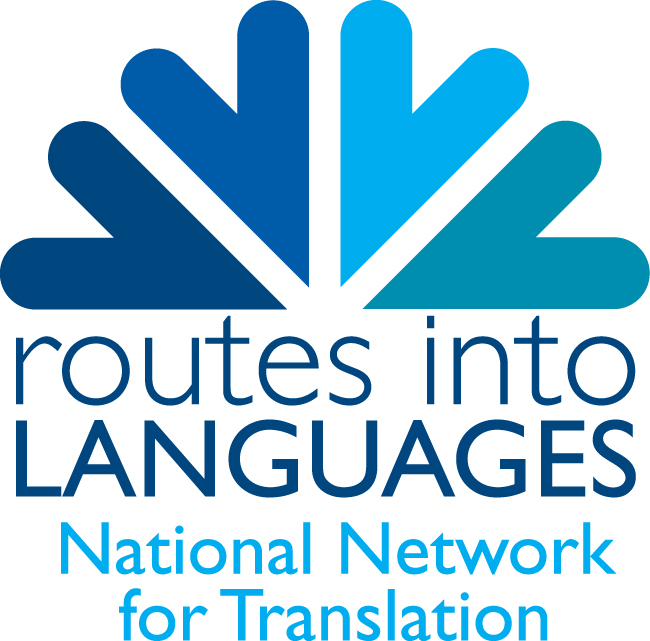 routes into
LANGUAGES
National Network
for Translation